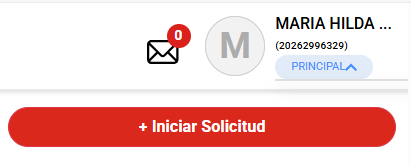 0
M
MARIA HILDA ...
(20262996329)
PRINCIPAL
+ Iniciar Solicitud